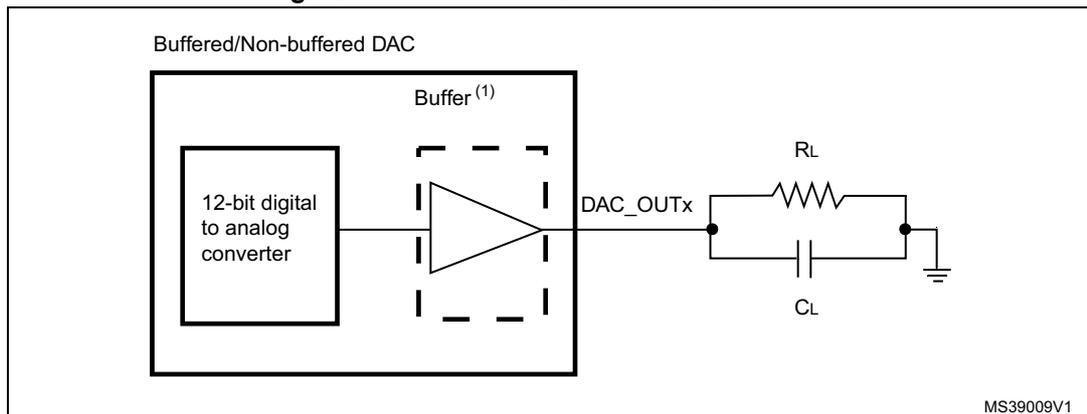 Buffered/Non-buffered DAC
Buffer (1)
12-bit digital
to analog
converter
DAC_OUTx
RL
CL
MS39009V1